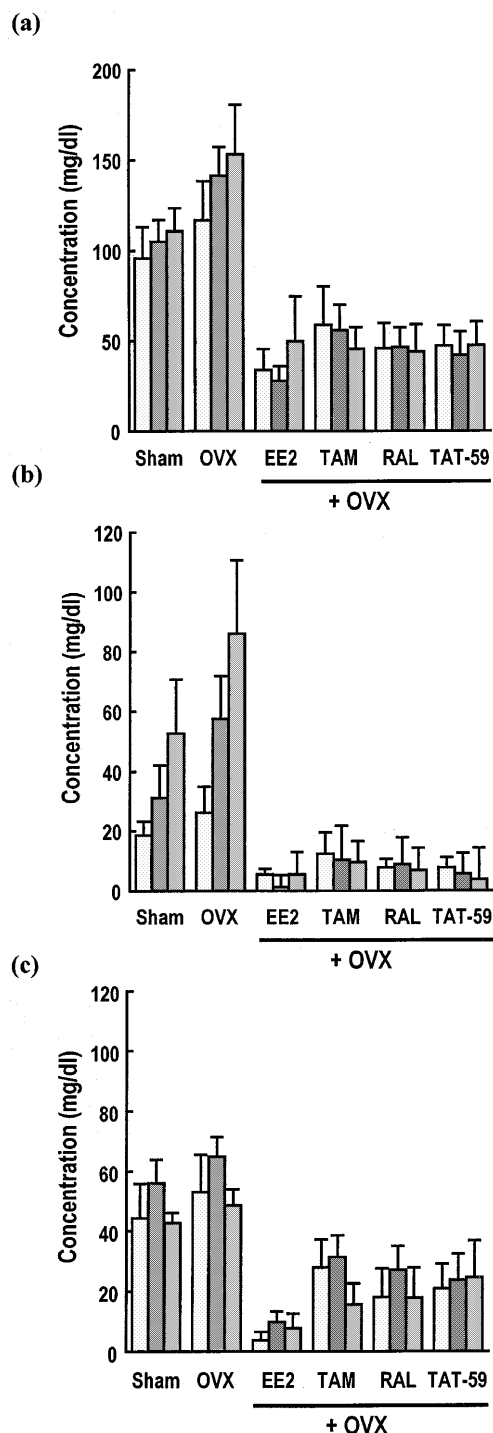 (a)
Concentration (mg/dl)
200
150
100
50
0
Sham OVX EE2 TAM RAL TAT-59
+ OVX
(b)
Concentration (mg/dl)
120
100
80
60
40
20
0
Sham OVX EE2 TAM RAL TAT-59
+ OVX
(c)
Concentration (mg/dl)
120
100
80
60
40
20
0
Sham OVX EE2 TAM RAL TAT-59
+ OVX